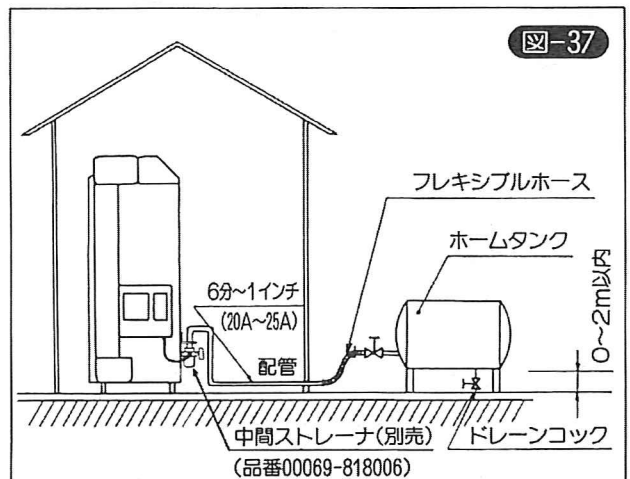 図-37
フレキシブルホース
ホームタンク
0～2m以内
6分～1インチ
(20A～25A)
配管
中間ストレーナ(別売)
(品番00069-818006)
ドレーンコック